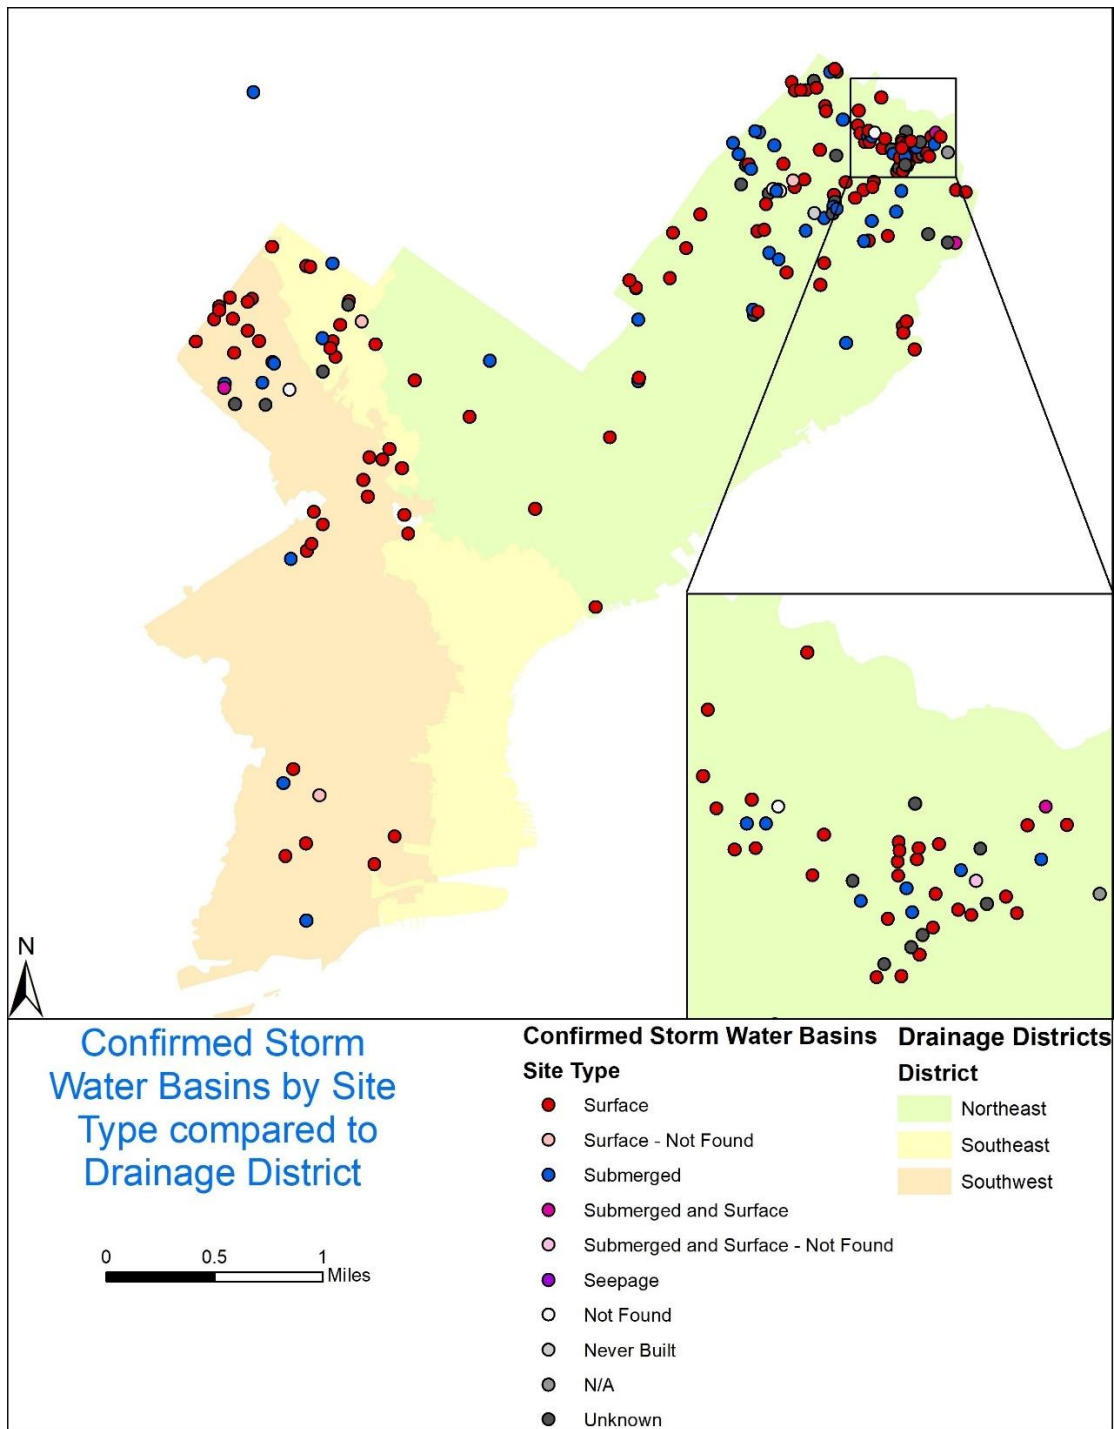 N
Confirmed Storm
Water Basins by Site
Type compared to
Drainage District
0 0.5 1
Miles
Confirmed Storm Water Basins
Site Type
Surface
Surface - Not Found
Submerged
Submerged and Surface
Submerged and Surface - Not Found
Seepage
Not Found
Never Built
N/A
Unknown
Drainage Districts
District
Northeast
Southeast
Southwest